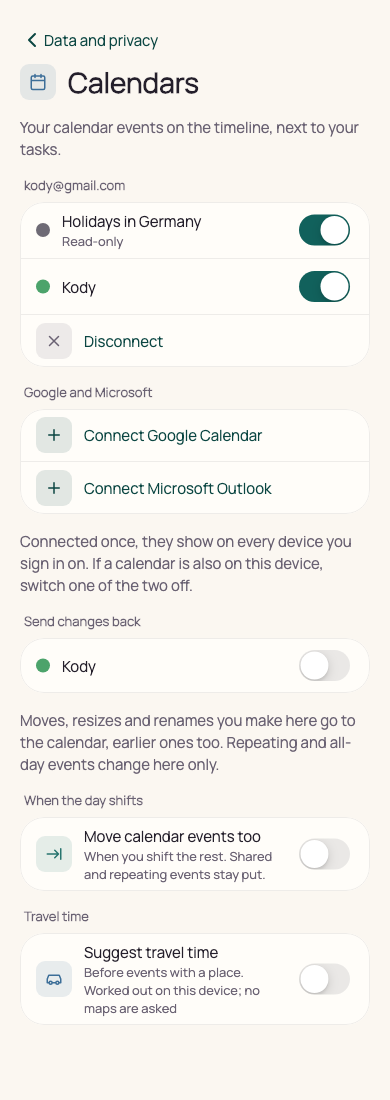 Data and privacy
Calendars
Your calendar events on the timeline, next to your
tasks.
kody@gmail.com
Holidays in Germany
Read-only
Kody
Disconnect
Google and Microsoft
Connect Google Calendar
Connect Microsoft Outlook
Connected once, they show on every device you
sign in on. If a calendar is also on this device,
switch one of the two off.
Send changes back
Kody
Moves, resizes and renames you make here go to
the calendar, earlier ones too. Repeating and all-
day events change here only.
When the day shifts
Move calendar events too
When you shift the rest. Shared
and repeating events stay put.
Travel time
Suggest travel time
Before events with a place.
Worked out on this device; no
maps are asked